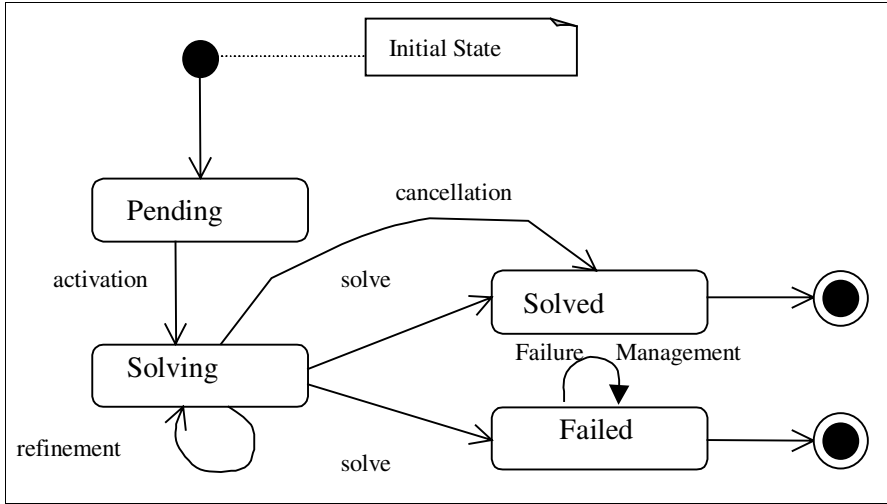 Initial State
Pending
cancellation
activation
solve
Solved
Solving
Failure Management
Failed
refinement
solve